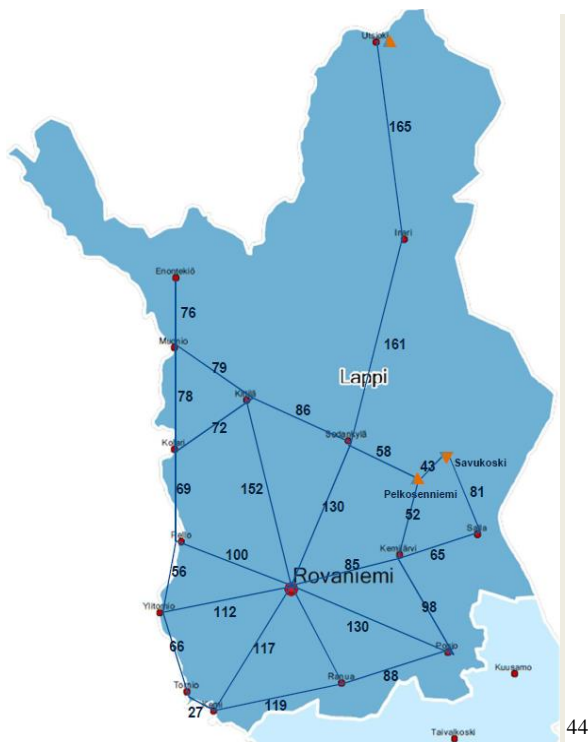 Utsjoki
165
Inari
Enontekiö
76
Muonio
161
79
Lappi
78
Kittilä
86
72
Sodankylä
Kolari
58
43
Savukoski
Pelkosenniemi
81
69
152
130
52
Salla
Pello
100
85
Kemijärvi
65
Rovaniemi
56
Ylitornio
112
98
130
117
66
Posio
Kuusamo
Ranua
88
Tornio
27
Kemi
119
Taivalkoski
44